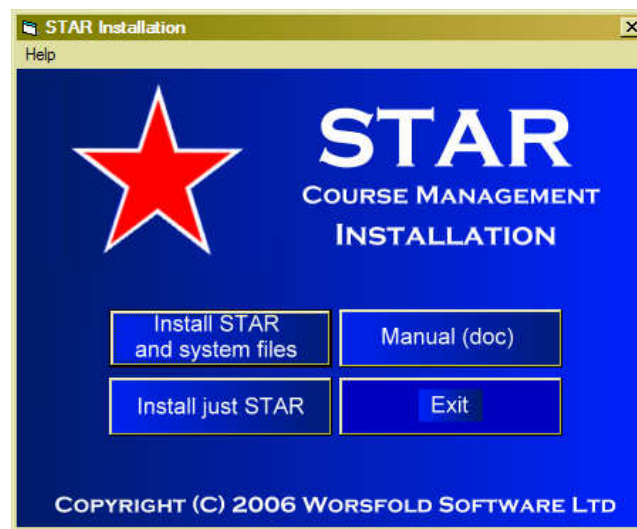 STAR Installation
Help
STAR
COURSE MANAGEMENT
INSTALLATION
Install STAR
and system files
Manual (doc)
Install just STAR
Exit
COPYRIGHT (C) 2006 WORSFOLD SOFTWARE LTD